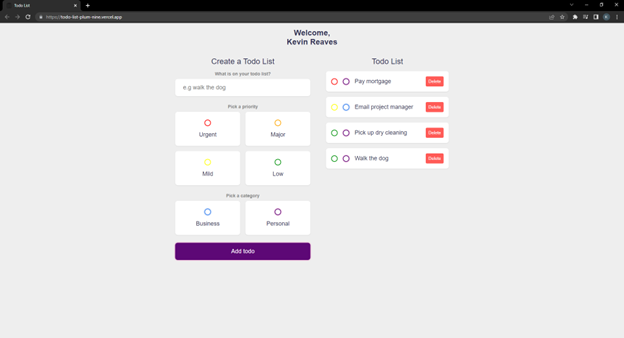 Todo List
https://todo-list-plum-nine.vercel.app
Welcome,
Kevin Reaves
Create a Todo List
What is on your todo list?
e.g walk the dog
Pick a priority
Urgent
Major
Mild
Low
Pick a category
Business
Personal
Add todo
Todo List
Pay mortgage
Delete
Email project manager
Delete
Pick up dry cleaning
Delete
Walk the dog
Delete